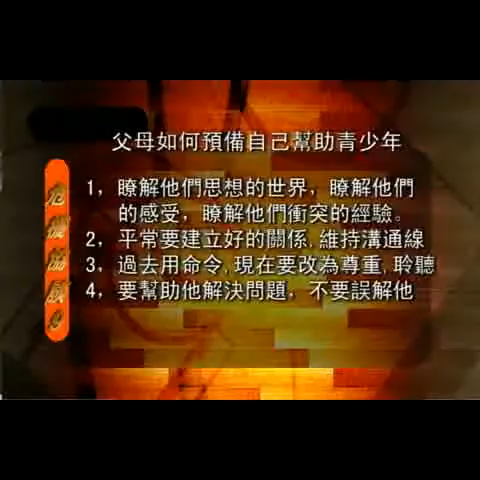 父母如何預備自己幫助青少年
1，瞭解他們思想的世界，瞭解他們
的感受，瞭解他們衝突的經驗。
2，平常要建立好的關係，維持溝通線
3，過去用命令，現在要改為尊重，聆聽
4，要幫助他解決問題．不要誤解他